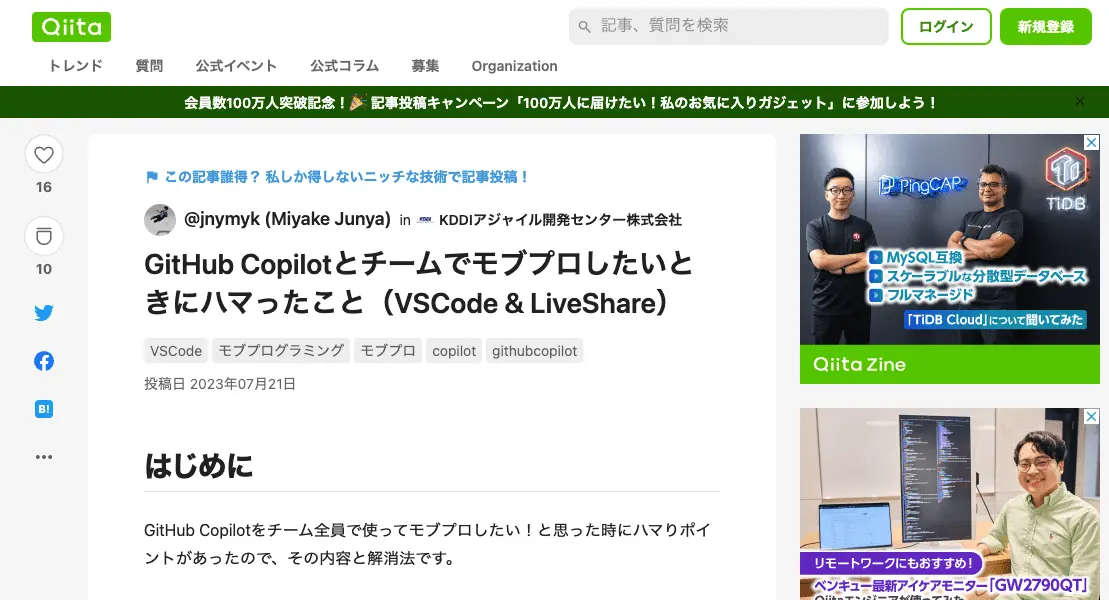 Qiita
記事、質問を検索
ログイン
新規登録
トレンド
質問
公式イベント
公式コラム
募集
Organization
会員数100万人突破記念！🎉 記事投稿キャンペーン「100万人に届けたい！私のお気に入りガジェット」に参加しよう！
16
10
B!
この記事誰得？ 私しか得しないニッチな技術で記事投稿！
@jnymyk (Miyake Junya) in KDDI KDDIアジャイル開発センター株式会社
GitHub Copilotとチームでモブプロしたいと
きにハマったこと（VSCode & LiveShare）
VSCode
モブプログラミング
モブプロ
copilot
githubcopilot
投稿日 2023年07月21日
はじめに
GitHub Copilotをチーム全員で使ってモブプロしたい！と思った時にハマりポイ
ントがあったので、その内容と解消法です。
PingCAP
TiDB
MySQL互換
スケーラブルな分散型データベース
フルマネージド
「TiDB Cloud」について聞いてみた
Qiita Zine
リモートワークにもおすすめ！
ベンキュー最新アイケアモニター「GW2790QT」
Qiitaエンジニアが使ってみた